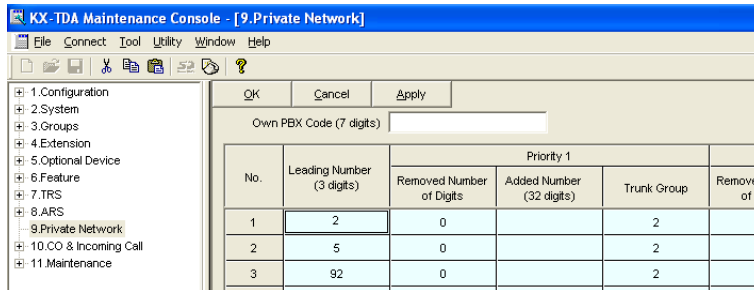 KX-TDA Maintenance Console - [9.Private Network]
File Connect Tool Utility Window Help
1.Configuration
2.System
3.Groups
4.Extension
5.Optional Device
6.Feature
7.TRS
8.ARS
9.Private Network
10.CO & Incoming Call
11.Maintenance
OK Cancel Apply
Own PBX Code (7 digits)
Priority 1
No. Leading Number (3 digits) Removed Number of Digits Added Number (32 digits) Trunk Group
1 2 0 2
2 5 0 2
3 92 0 2